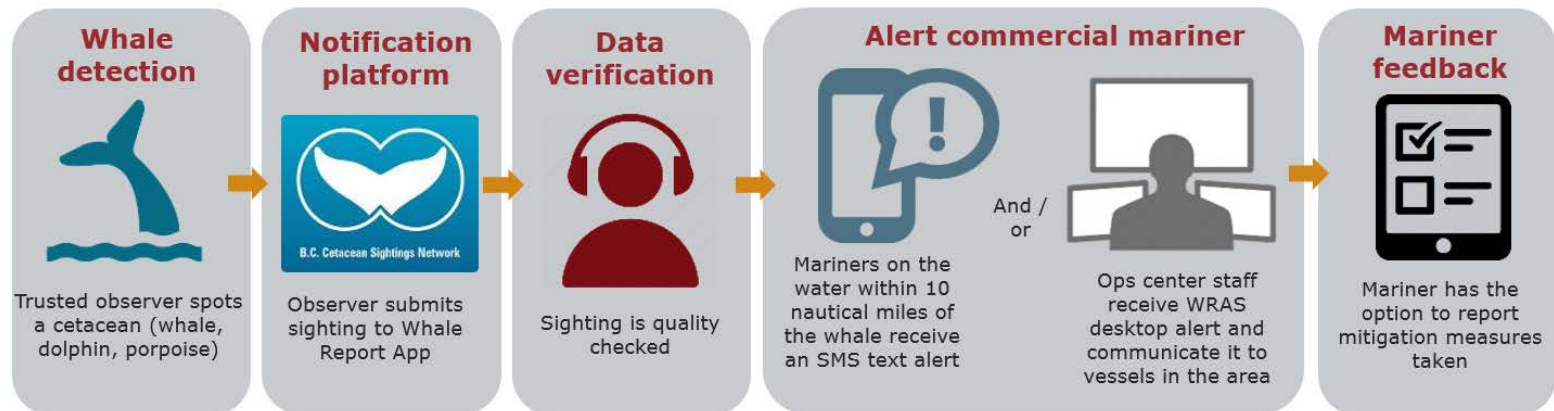 Whale
detection
Trusted observer spots
a cetacean (whale,
dolphin, porpoise)
Notification
platform
B.C. Cetacean Sightings Network
Observer submits
sighting to Whale
Report App
Data
verification
Sighting is quality
checked
Alert commercial mariner
!
Mariners on the
water within 10
nautical miles of
the whale receive
an SMS text alert
And /
or
Ops center staff
receive WRAS
desktop alert and
communicate it to
vessels in the area
Mariner
feedback
Mariner has the
option to report
mitigation measures
taken